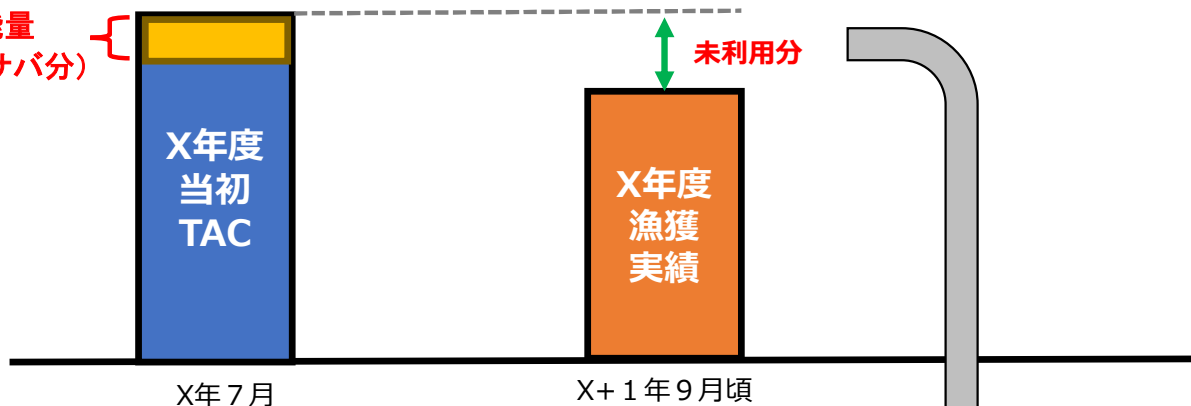 量
サバ分）
未利用分
X年度
当初
TAC
X年度
漁獲
実績
X年７月
X+１年９月頃